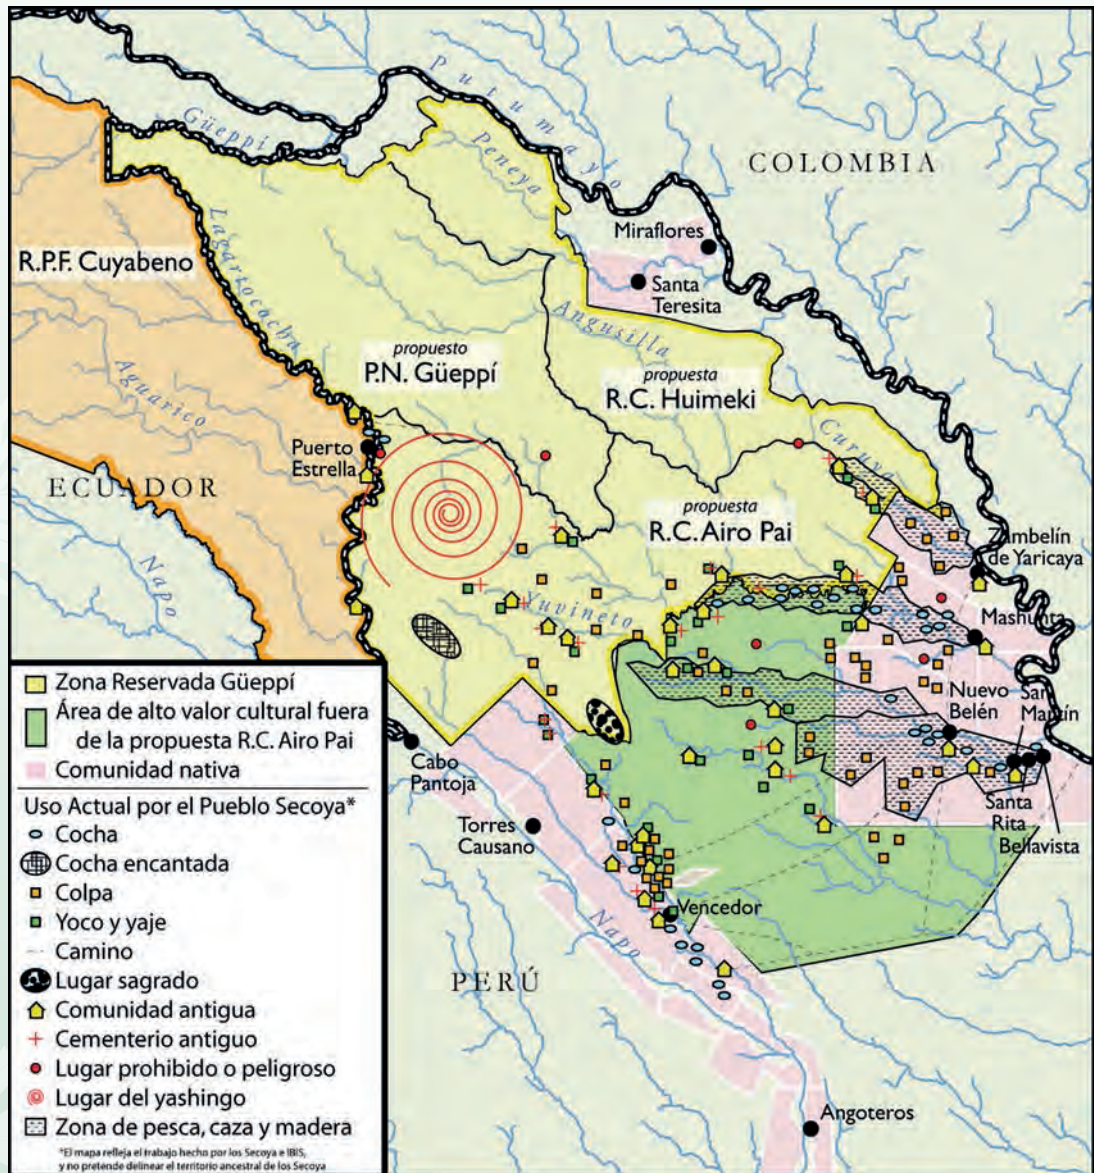 Putumayo
Güeppí
Peneya
COLOMBIA
Lagartococha
R.P.F. Cuyabeno
Miraflores
Santa
Teresita
Angusilla
propuesto
P.N. Güeppí
propuesta
R.C. Huimeki
Aguarico
Curuya
Puerto
Estrella
ECUADOR
propuesta
R.C. Airo Pai
Napo
Yuvineto
de Yaricaya
Mashunta
Nuevo
Belén
San
Martín
Cabo
Pantoja
Santa
Rita
Bellavista
Torres
Causano
Vencedor
Napo
PERÚ
Angoteros
Zona Reservada Güeppí
Área de alto valor cultural fuera
de la propuesta R.C. Airo Pai
Comunidad nativa
Uso Actual por el Pueblo Secoya*
Cocha
Cocha encantada
Colpa
Yoco y yaje
Camino
Lugar sagrado
Comunidad antigua
Cementerio antiguo
Lugar prohibido o peligroso
Lugar del yashingo
Zona de pesca, caza y madera
*El mapa refleja el trabajo hecho por los Secoya e IBIS,
y no pretende delinear el territorio ancestral de los Secoya